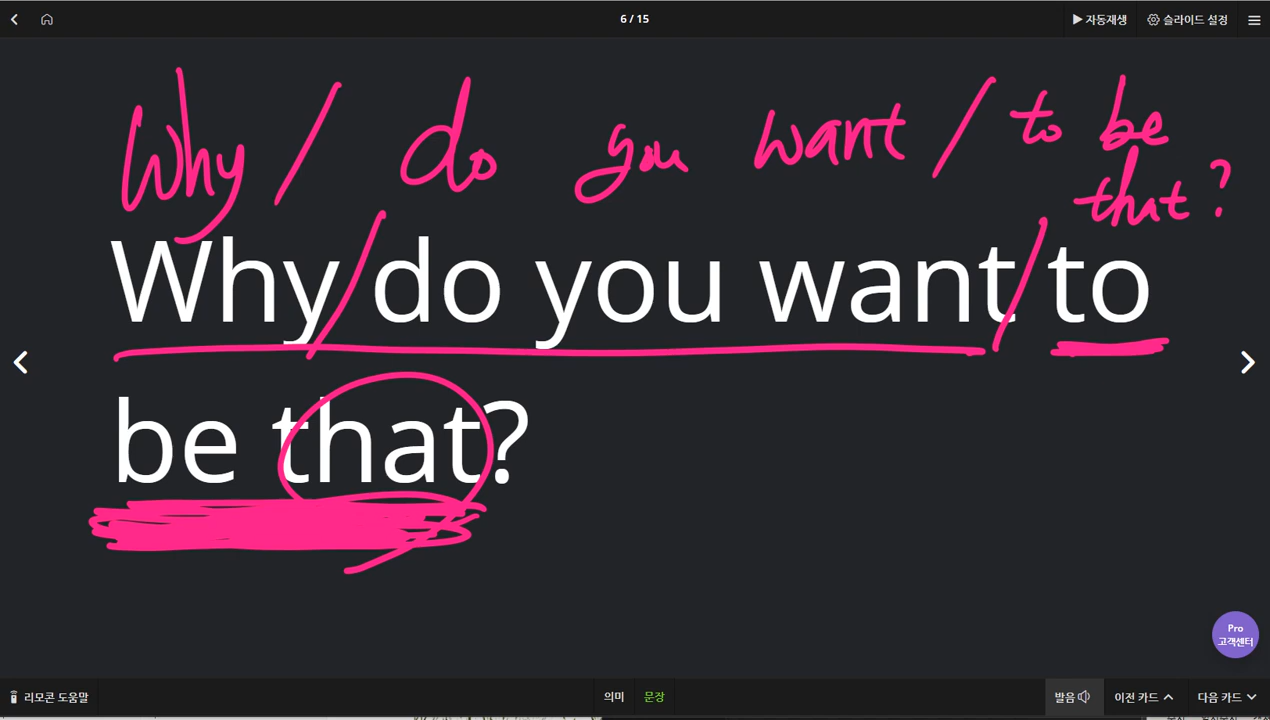 6 / 15
자동재생
슬라이드 설정
Why / do you want / to be
that?
Why do you want to
be that?
Pro
고객센터
리모콘 도움말
의미
문장
발음
이전 카드
다음 카드